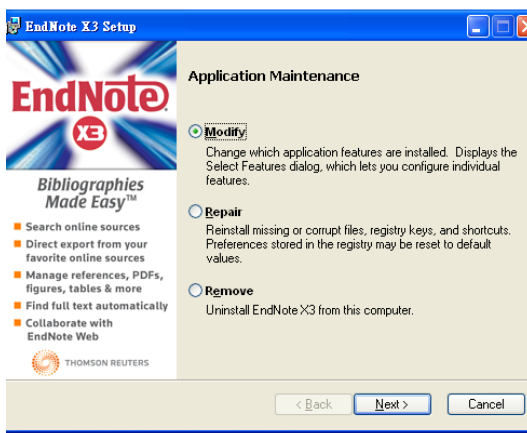 EndNote X3 Setup
EndNote
X3
Bibliographies
Made Easy™
Search online sources
Direct export from your
favorite online sources
Manage references, PDFs,
figures, tables & more
Find full text automatically
Collaborate with
EndNote Web
THOMSON REUTERS
Application Maintenance
Modify
Change which application features are installed. Displays the
Select Features dialog, which lets you configure individual
features.
Repair
Reinstall missing or corrupt files, registry keys, and shortcuts.
Preferences stored in the registry may be reset to default
values.
Remove
Uninstall EndNote X3 from this computer.
< Back
Next >
Cancel